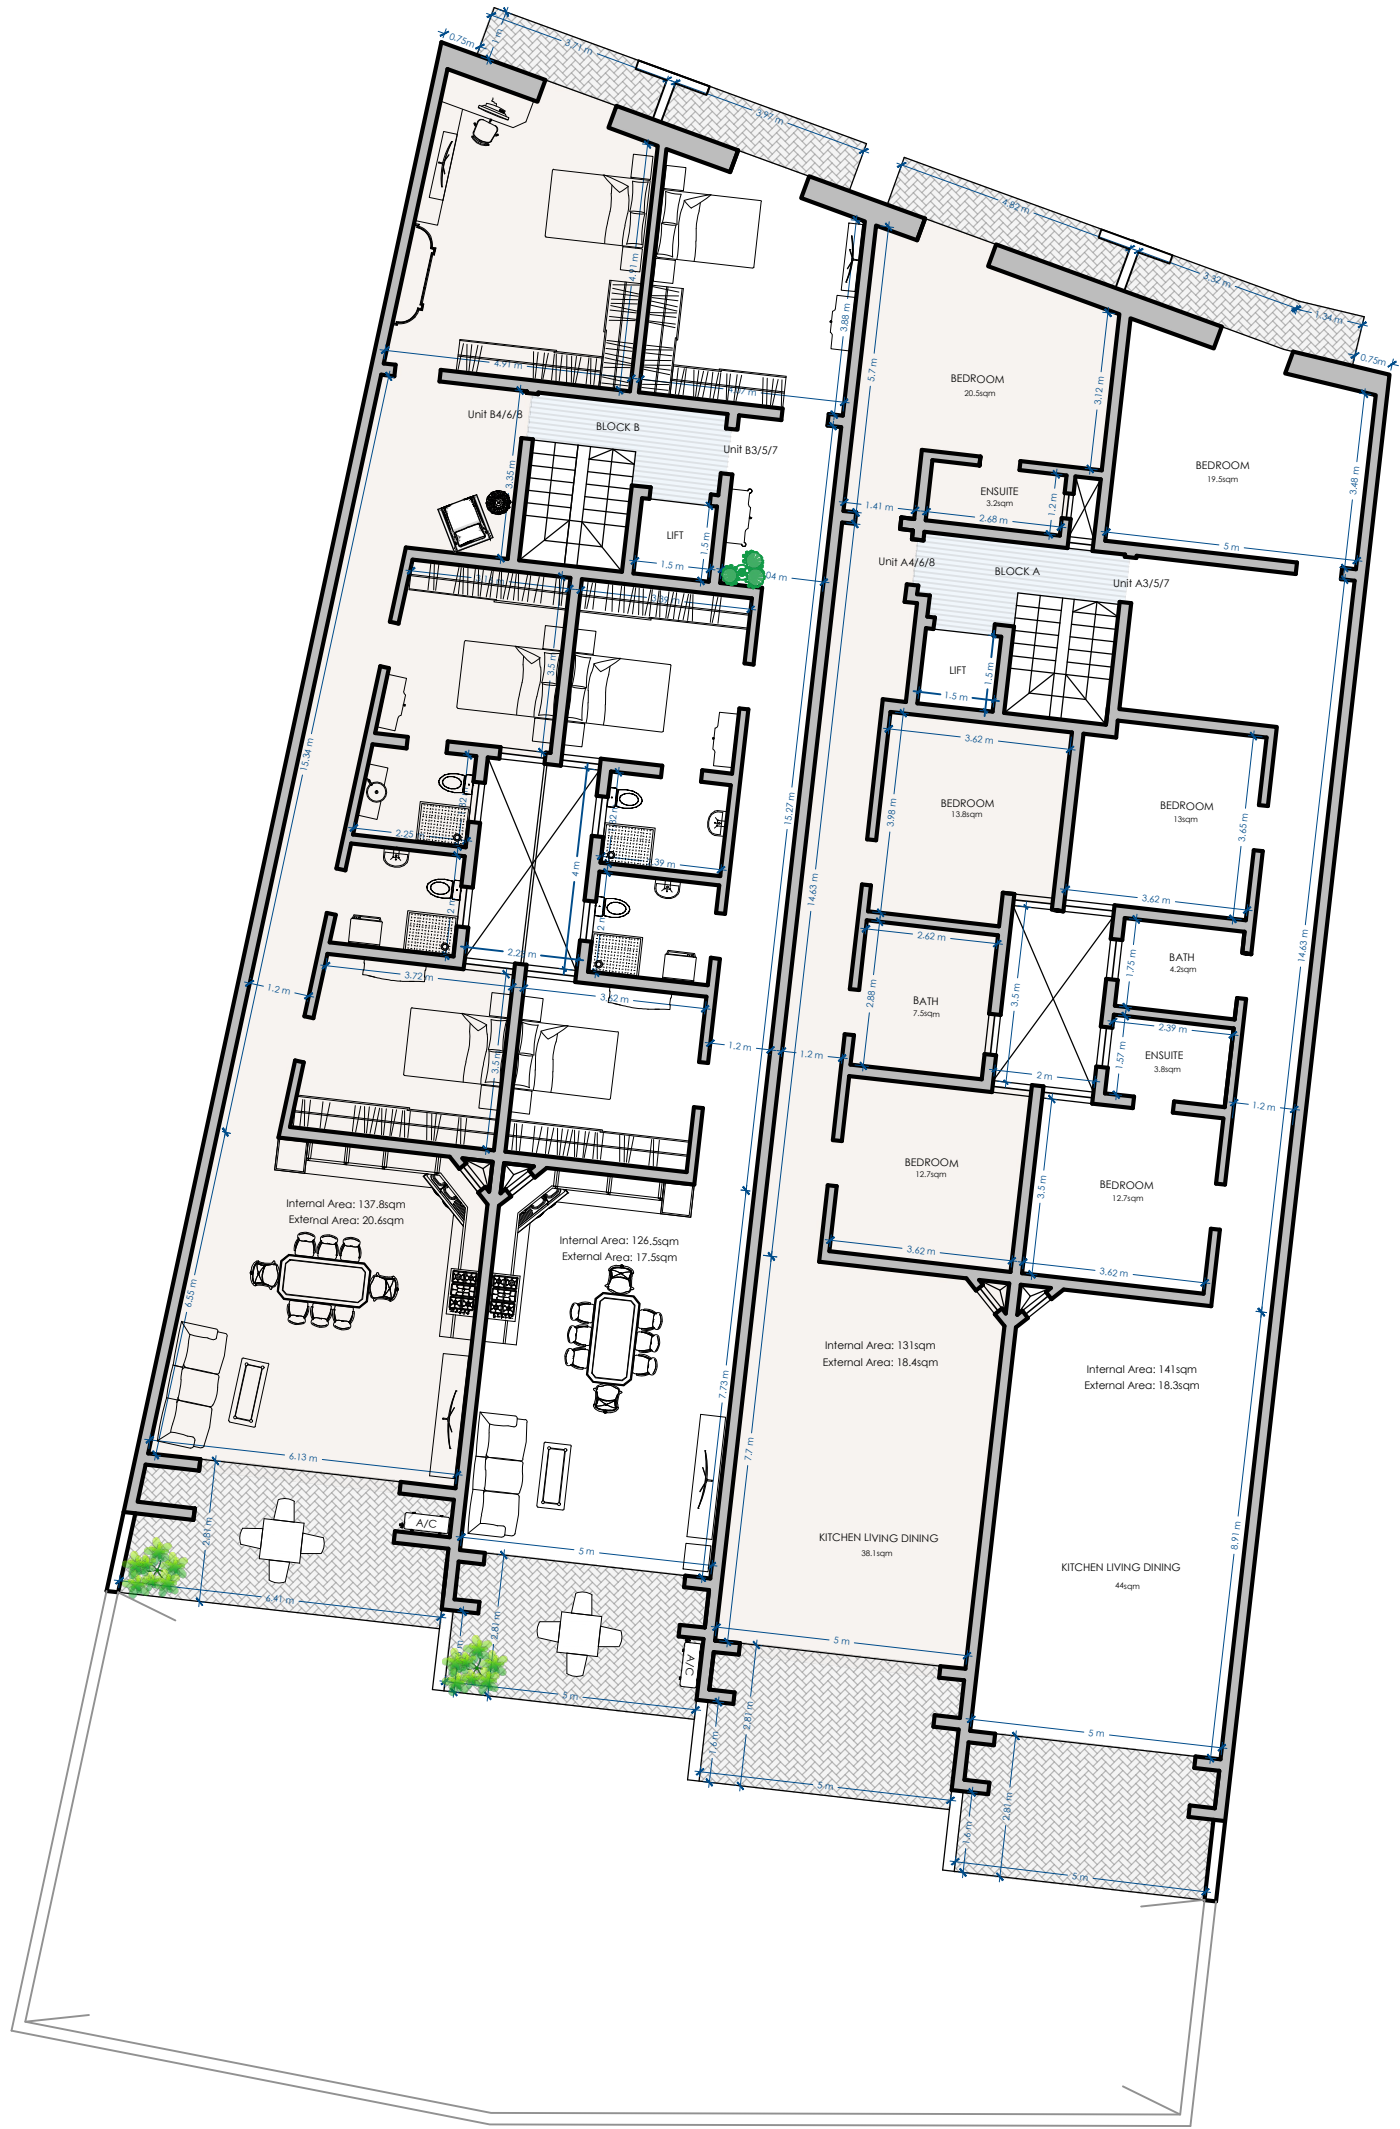 0.75m
1 m
3.71 m
3.97 m
4.82 m
3.32 m
1.34 m
0.75m
4.91 m
3.88 m
5.7 m
3.12 m
3.48 m
BEDROOM
20.5sqm
BEDROOM
19.5sqm
4.91 m
Unit B4/6/8
BLOCK B
Unit B3/5/7
3.35 m
ENSUITE
3.2sqm
1.2 m
2.68 m
1.41 m
LIFT
1.5 m
1.5 m
5 m
Unit A4/6/8
BLOCK A
Unit A3/5/7
LIFT
1.5 m
1.5 m
3.5 m
3.62 m
BEDROOM
13.8sqm
3.98 m
BEDROOM
13sqm
3.65 m
3.62 m
15.34 m
15.27 m
14.63 m
14.63 m
2.25
4 m
2.62 m
BATH
7.5sqm
2.88 m
3.5 m
2 m
BATH
4.2sqm
1.75 m
2.39 m
ENSUITE
3.8sqm
1.57 m
1.2 m
3.72 m
3.62 m
1.2 m
1.2 m
1.2 m
3.5 m
BEDROOM
12.7sqm
3.62 m
BEDROOM
12.7sqm
3.5 m
3.62 m
Internal Area: 137.8sqm
External Area: 20.6sqm
Internal Area: 126.5sqm
External Area: 17.5sqm
Internal Area: 131sqm
External Area: 18.4sqm
Internal Area: 141sqm
External Area: 18.3sqm
6.55 m
7.73 m
7.7 m
8.91 m
6.13 m
KITCHEN LIVING DINING
38.1sqm
KITCHEN LIVING DINING
44sqm
A/C
2.81 m
6.41 m
5 m
2.81 m
A/C
5 m
5 m
2.81 m
1.6 m
5 m
5 m
2.81 m
1.6 m
5 m